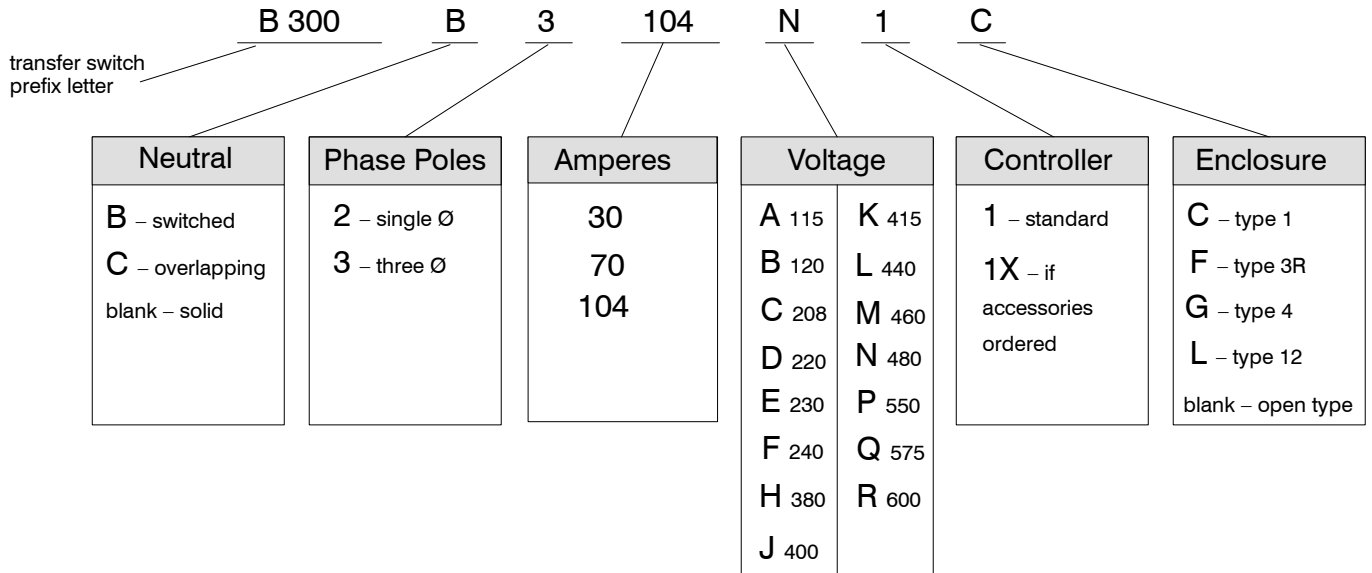 B 300 B 3 104 N 1 C
transfer switch
prefix letter
Neutral
B – switched
C – overlapping
blank – solid
Phase Poles
2 – single Ø
3 – three Ø
Amperes
30
70
104
Voltage
A 115
B 120
C 208
D 220
E 230
F 240
H 380
J 400
K 415
L 440
M 460
N 480
P 550
Q 575
R 600
Controller
1 – standard
1X – if
accessories
ordered
Enclosure
C – type 1
F – type 3R
G – type 4
L – type 12
blank – open type